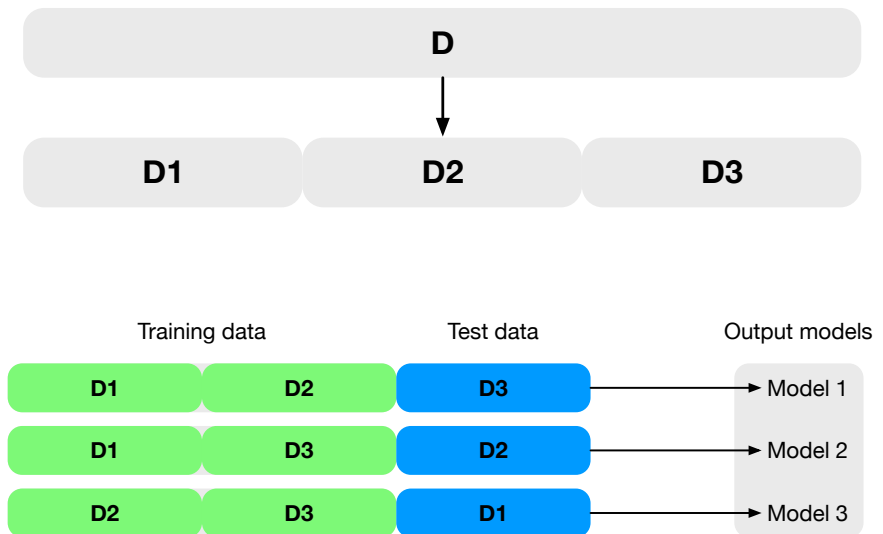 D
D1 D2 D3
Training data Test data Output models
D1 D2 D3 Model 1
D1 D3 D2 Model 2
D2 D3 D1 Model 3